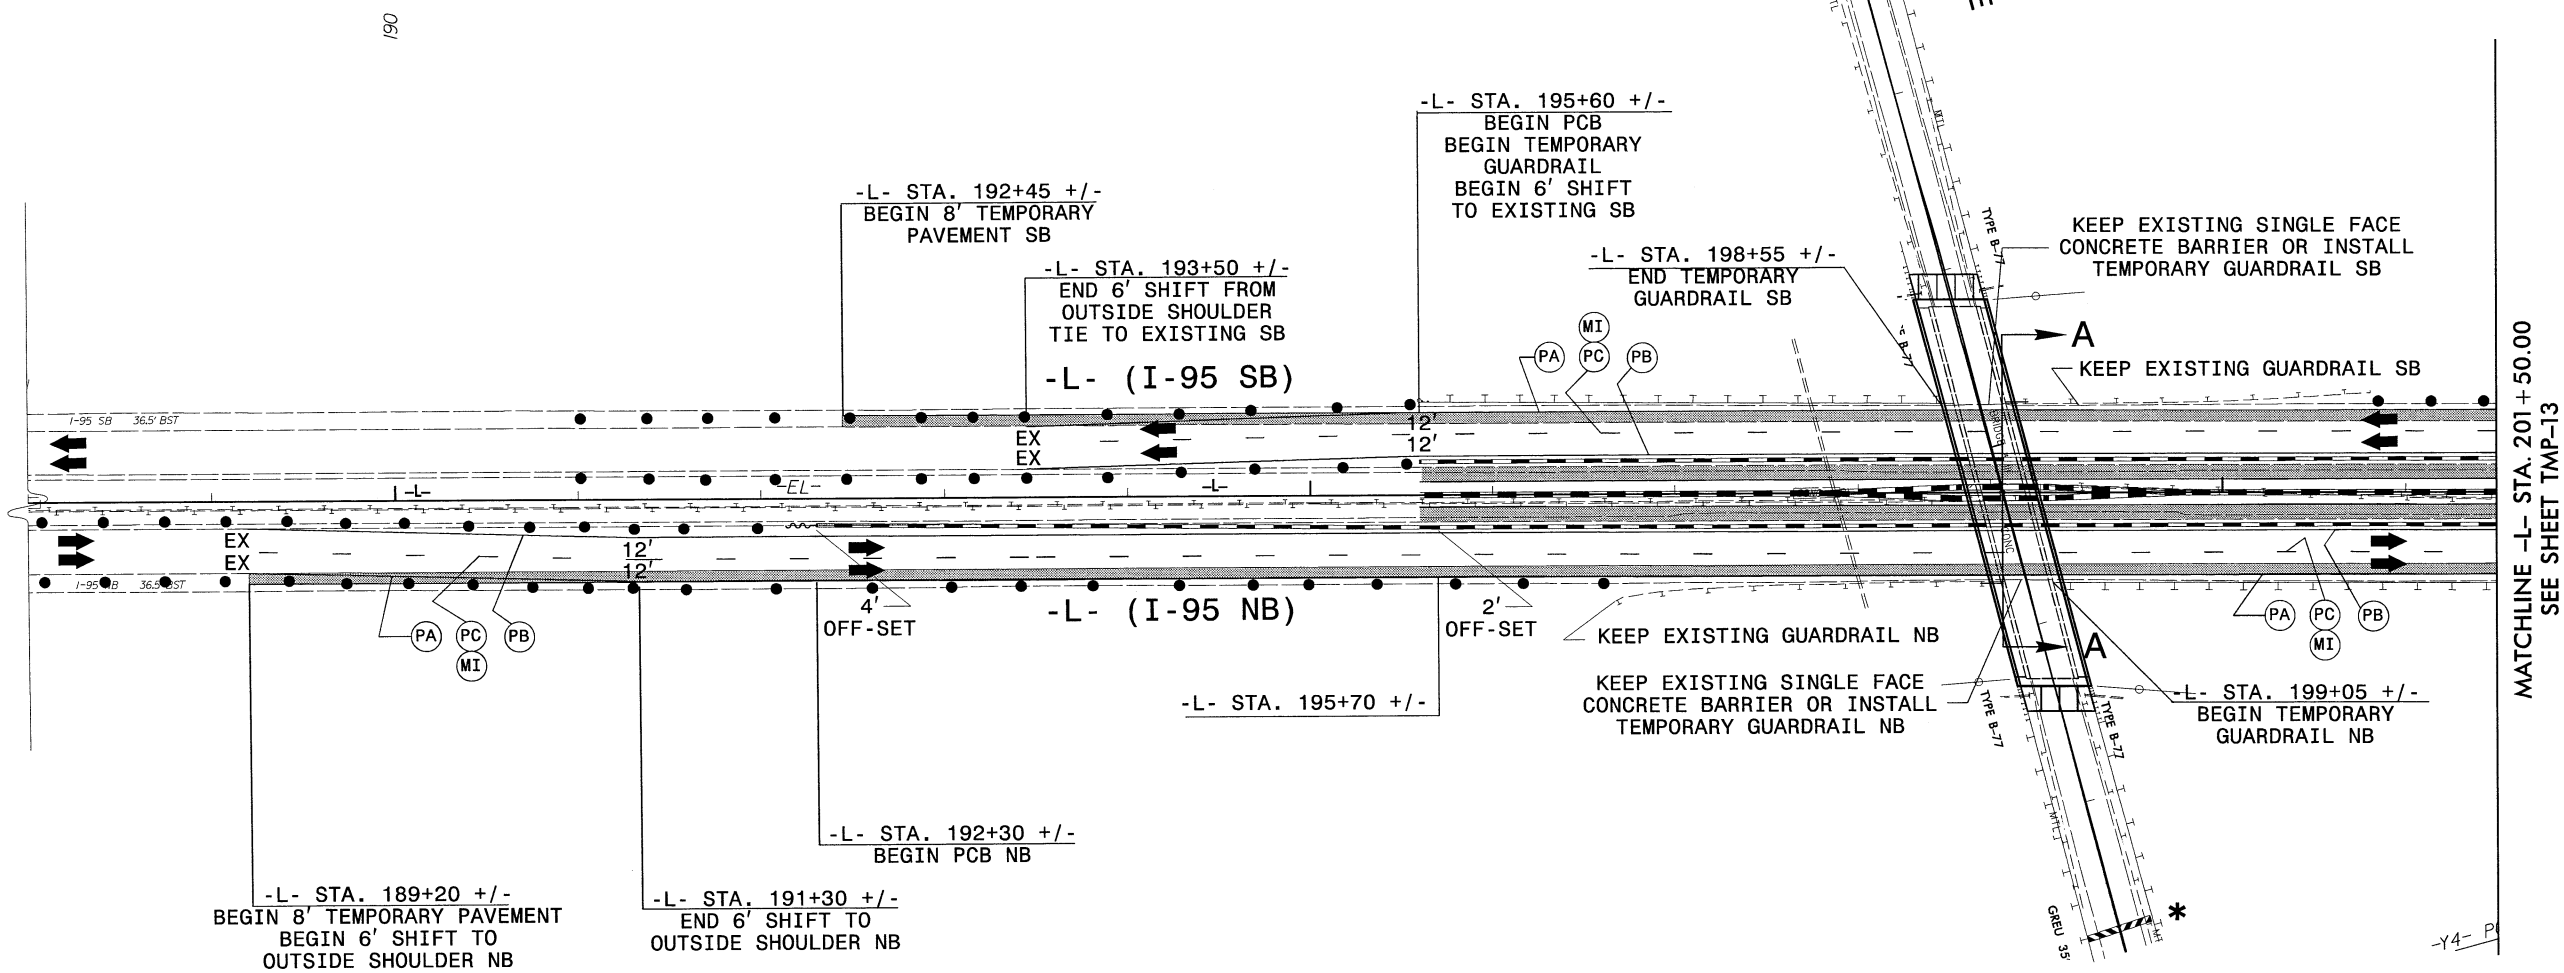 190
-L- STA. 195+60 +/-
BEGIN PCB
BEGIN TEMPORARY
GUARDRAIL
BEGIN 6' SHIFT
TO EXISTING SB
-L- STA. 192+45 +/-
BEGIN 8' TEMPORARY
PAVEMENT SB
-L- STA. 193+50 +/-
END 6' SHIFT FROM
OUTSIDE SHOULDER
TIE TO EXISTING SB
-L- (I-95 SB)
-L- STA. 198+55 +/-
END TEMPORARY
GUARDRAIL SB
MTL
TYPE B-77
KEEP EXISTING SINGLE FACE
CONCRETE BARRIER OR INSTALL
TEMPORARY GUARDRAIL SB
A
KEEP EXISTING GUARDRAIL SB
MI
PA
PC
PB
I-95 SB 36.5' BST
EX
EX
12'
12'
-L-
-EL-
-L-
EX
EX
12'
12'
I-95 NB 36.5' BST
PA
PC
PB
MI
4'
OFF-SET
-L- (I-95 NB)
2'
OFF-SET
KEEP EXISTING GUARDRAIL NB
A
PA
PC
PB
MI
-L- STA. 195+70 +/-
KEEP EXISTING SINGLE FACE
CONCRETE BARRIER OR INSTALL
TEMPORARY GUARDRAIL NB
TYPE B-77
TYPE B-77
-L- STA. 199+05 +/-
BEGIN TEMPORARY
GUARDRAIL NB
-L- STA. 192+30 +/-
BEGIN PCB NB
-L- STA. 189+20 +/-
BEGIN 8' TEMPORARY PAVEMENT
BEGIN 6' SHIFT TO
OUTSIDE SHOULDER NB
-L- STA. 191+30 +/-
END 6' SHIFT TO
OUTSIDE SHOULDER NB
MTL
GREU 35'
*
-Y4-
MATCHLINE -L- STA. 201+50.00
SEE SHEET TMP-13